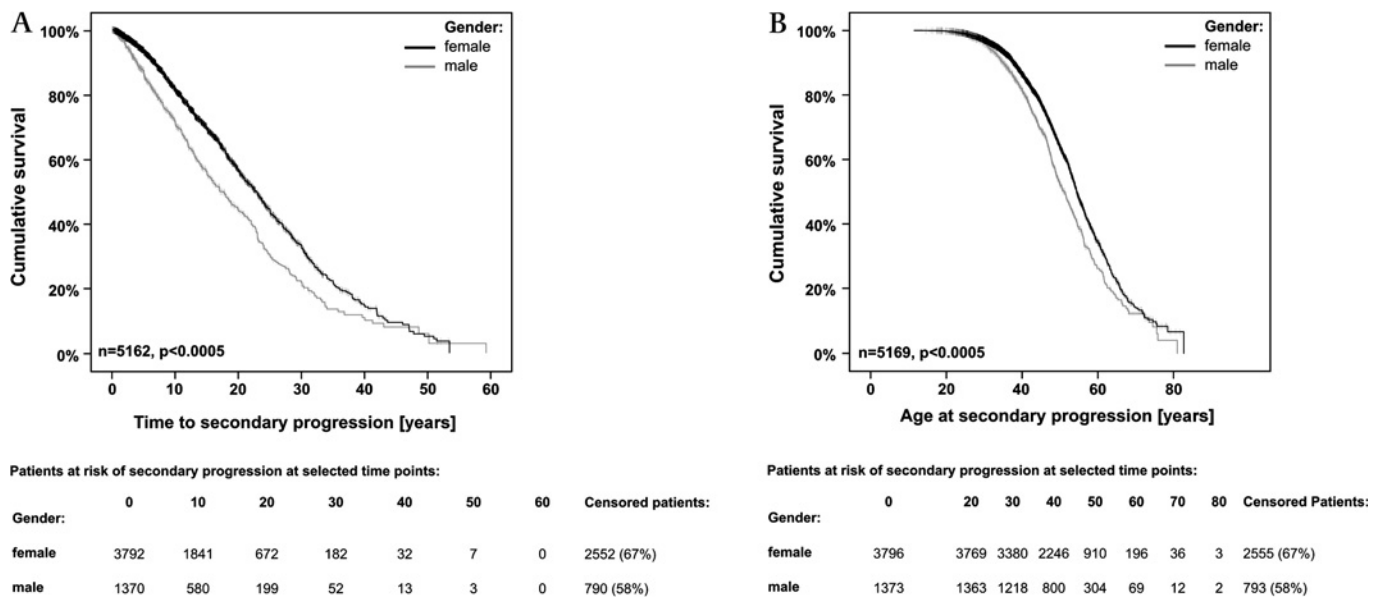 A
Gender:
female
male
100%
80%
60%
40%
20%
0%
Cumulative survival
n=5162, p<0.0005
0 10 20 30 40 50 60
Time to secondary progression [years]
Patients at risk of secondary progression at selected time points:
0 10 20 30 40 50 60 Censored patients:
Gender:
female 3792 1841 672 182 32 7 0 2552 (67%)
male 1370 580 199 52 13 3 0 790 (58%)
B
Gender:
female
male
100%
80%
60%
40%
20%
0%
Cumulative survival
n=5169, p<0.0005
0 20 40 60 80
Age at secondary progression [years]
Patients at risk of secondary progression at selected time points:
0 20 30 40 50 60 70 80 Censored Patients:
Gender:
female 3796 3769 3380 2246 910 196 36 3 2555 (67%)
male 1373 1363 1218 800 304 69 12 2 793 (58%)